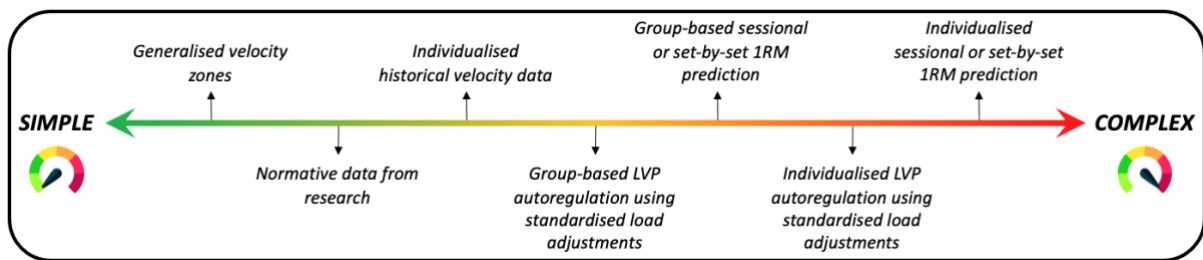 Generalised velocity
zones
Individualised
historical velocity data
Group-based sessional
or set-by-set 1RM
prediction
Individualised
sessional or set-by-set
1RM prediction
SIMPLE
COMPLEX
Normative data from
research
Group-based LVP
autoregulation using
standardised load
adjustments
Individualised LVP
autoregulation using
standardised load
adjustments